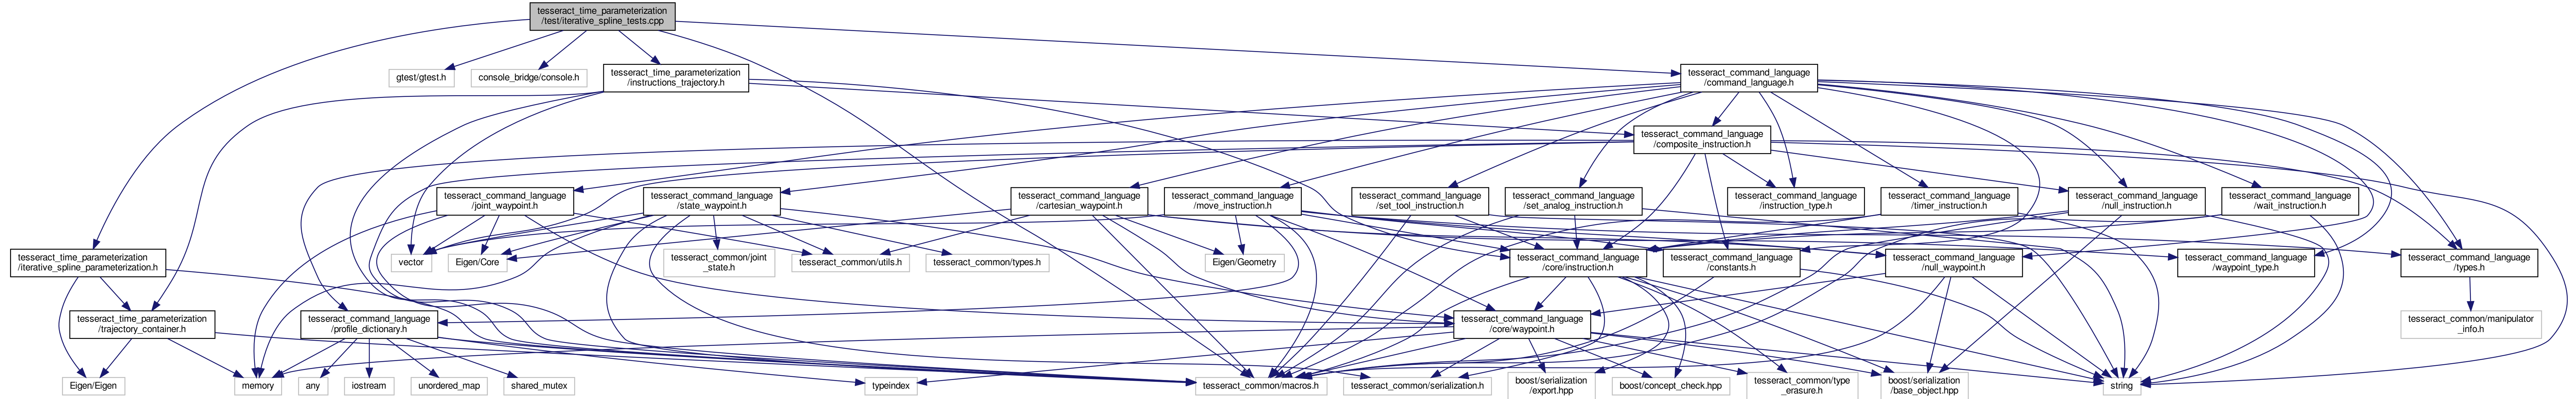 tesseract_time_parameterization
/test/iterative_spline_tests.cpp
gtest/gtest.h
console_bridge/console.h
tesseract_time_parameterization
/instructions_trajectory.h
tesseract_command_language
/command_language.h
tesseract_command_language
/composite_instruction.h
tesseract_command_language
/joint_waypoint.h
tesseract_command_language
/state_waypoint.h
tesseract_command_language
/cartesian_waypoint.h
tesseract_command_language
/move_instruction.h
tesseract_command_language
/set_tool_instruction.h
tesseract_command_language
/set_analog_instruction.h
tesseract_command_language
/instruction_type.h
tesseract_command_language
/timer_instruction.h
tesseract_command_language
/null_instruction.h
tesseract_command_language
/wait_instruction.h
tesseract_time_parameterization
/iterative_spline_parameterization.h
vector
Eigen/Core
tesseract_common/joint
_state.h
tesseract_common/utils.h
tesseract_common/types.h
Eigen/Geometry
tesseract_command_language
/core/instruction.h
tesseract_command_language
/constants.h
tesseract_command_language
/null_waypoint.h
tesseract_command_language
/waypoint_type.h
tesseract_command_language
/types.h
tesseract_time_parameterization
/trajectory_container.h
tesseract_command_language
/profile_dictionary.h
tesseract_command_language
/core/waypoint.h
tesseract_common/manipulator
_info.h
Eigen/Eigen
memory
any
iostream
unordered_map
shared_mutex
typeindex
tesseract_common/macros.h
tesseract_common/serialization.h
boost/serialization
/export.hpp
boost/concept_check.hpp
tesseract_common/type
_erasure.h
boost/serialization
/base_object.hpp
string